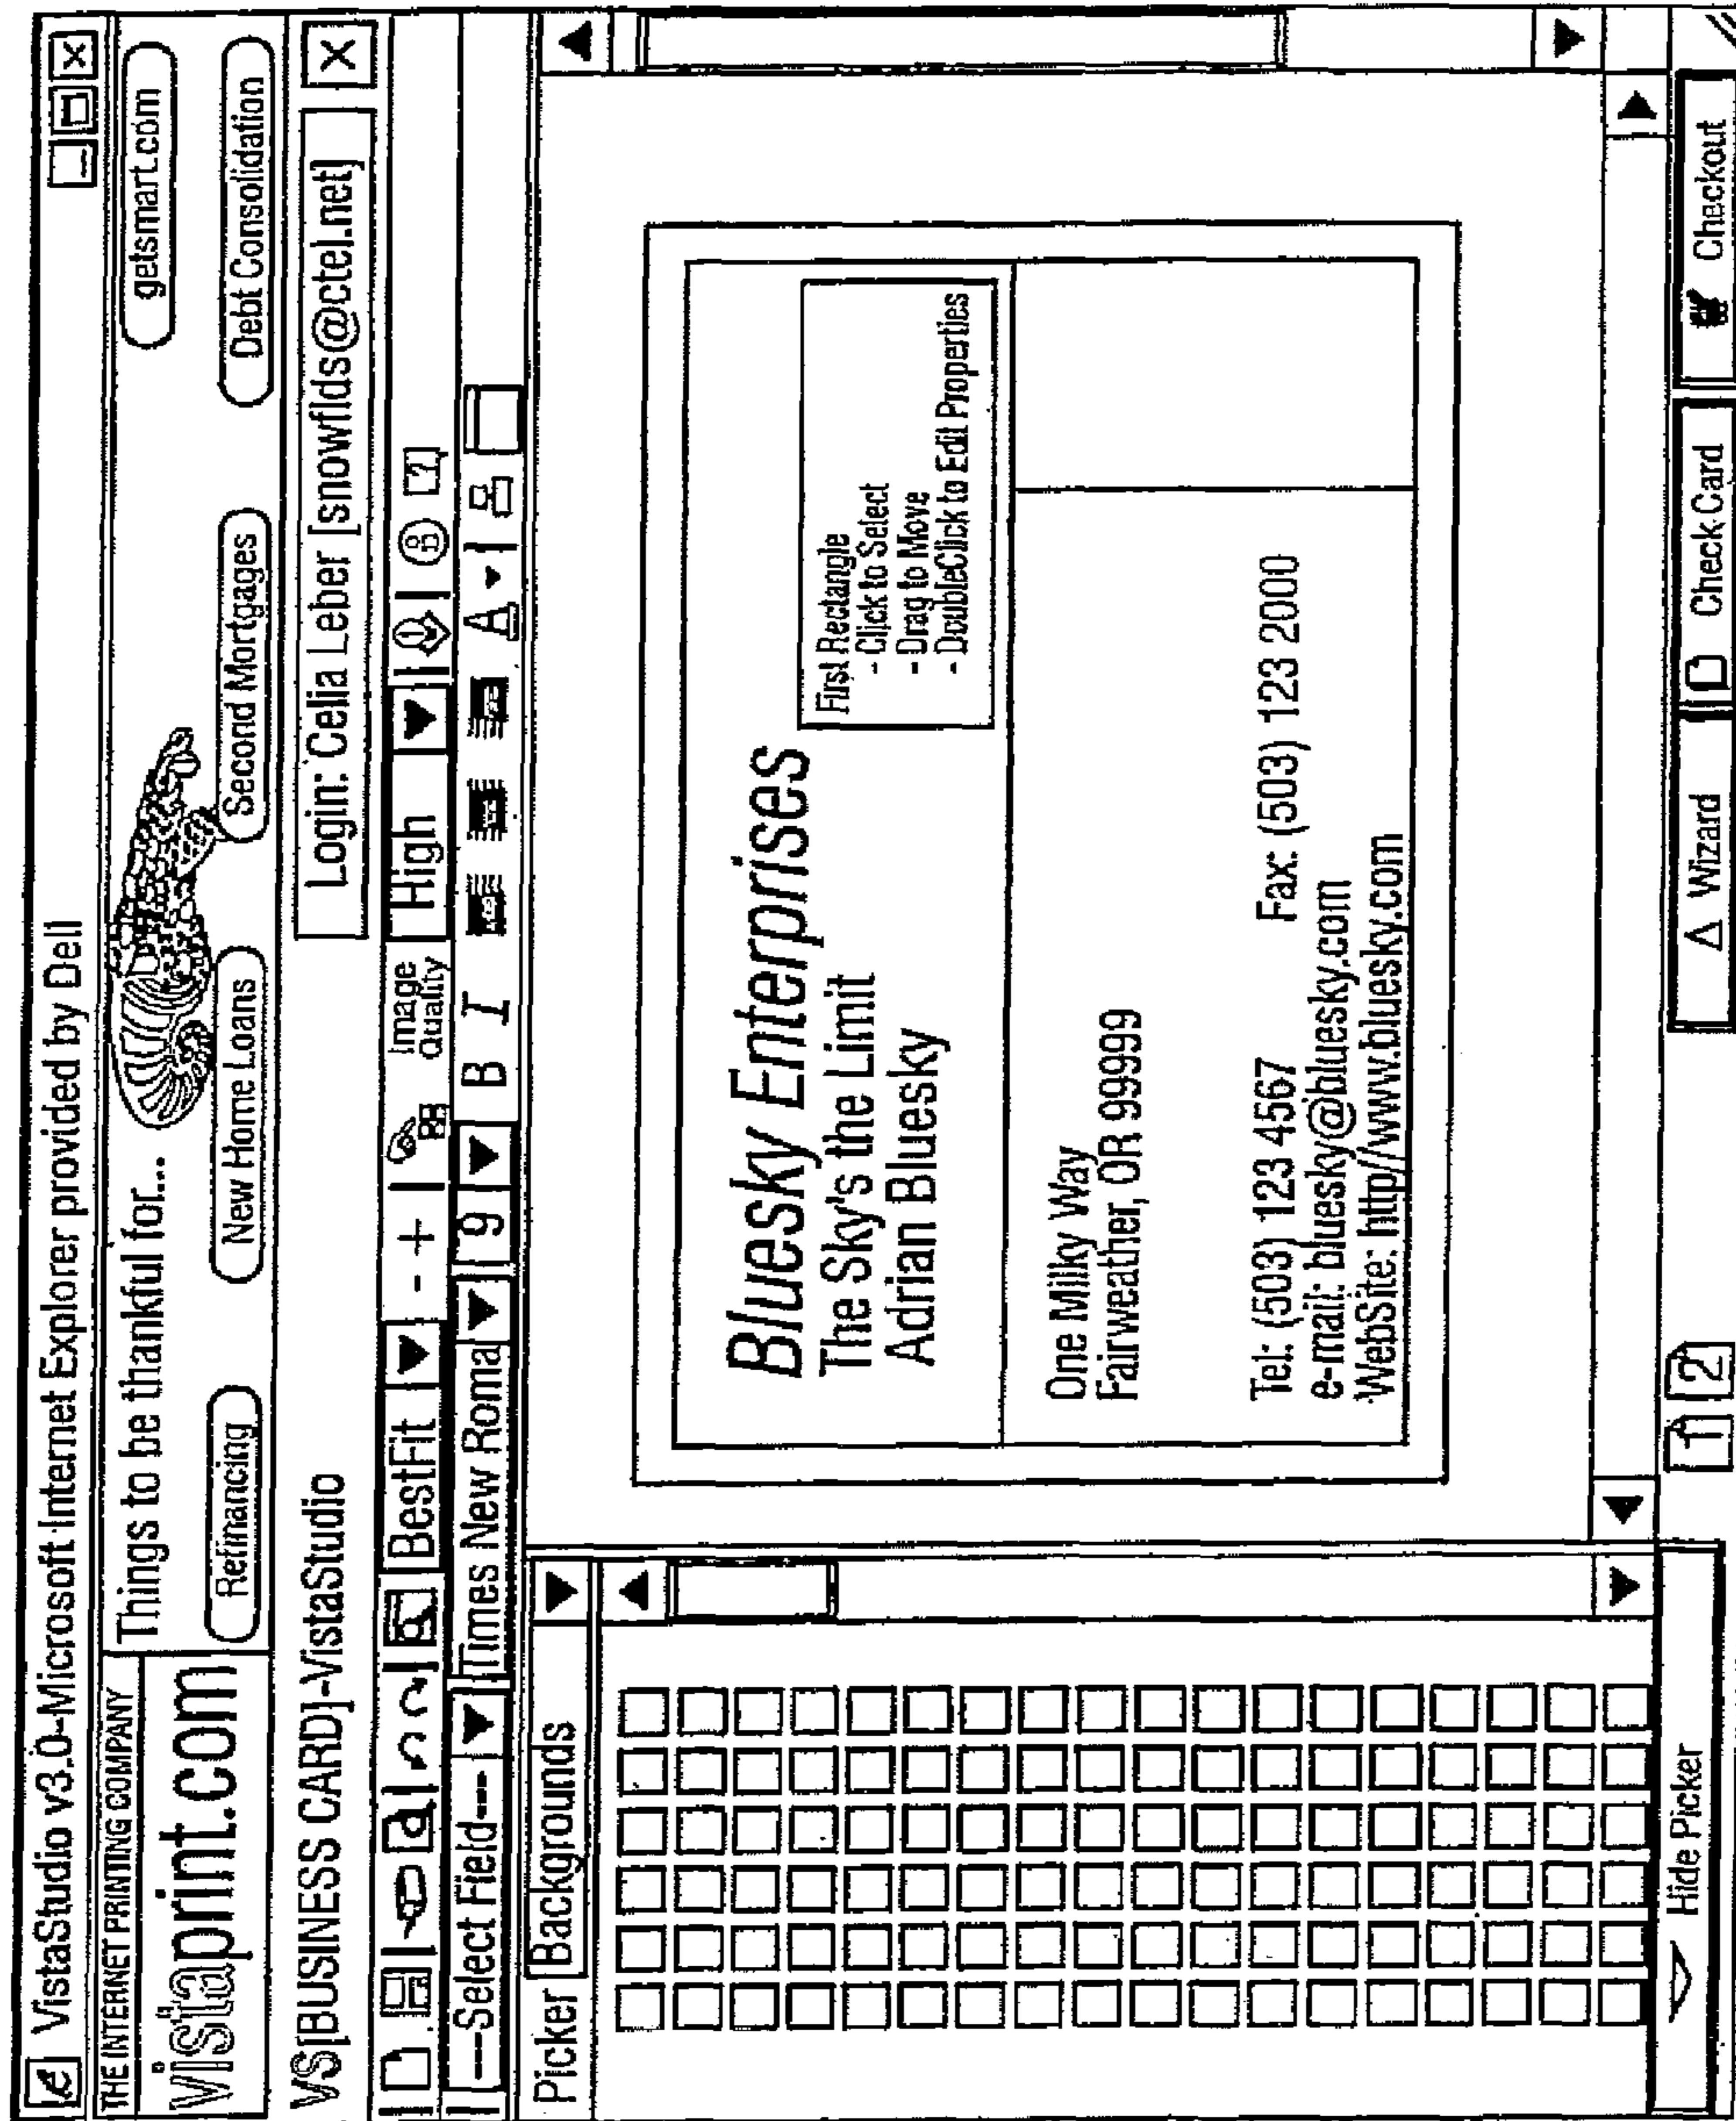 VistaStudio v3.0-Microsoft Internet Explorer provided by Dell
THE INTERNET PRINTING COMPANY
vistaprint.com
Things to be thankful for...
getsmart.com
Refinancing
New Home Loans
Second Mortgages
Debt Consolidation
VS[BUSINESS CARD]-VistaStudio
Login: Celia Leber [snowflds@ctel.net]
BestFit
- +
Image
Quality
High
---Select Field---
Times New Roma
9
B I
A
Picker
Backgrounds
Bluesky Enterprises
The Sky's the Limit
Adrian Bluesky
First Rectangle
- Click to Select
- Drag to Move
- DoubleClick to Edit Properties
One Milky Way
Fairweather, OR 99999
Tel: (503) 123 4567 Fax: (503) 123 2000
e-mail: bluesky@bluesky.com
WebSite: http//www.bluesky.com
Hide Picker
1 2
Wizard
Check Card
Checkout